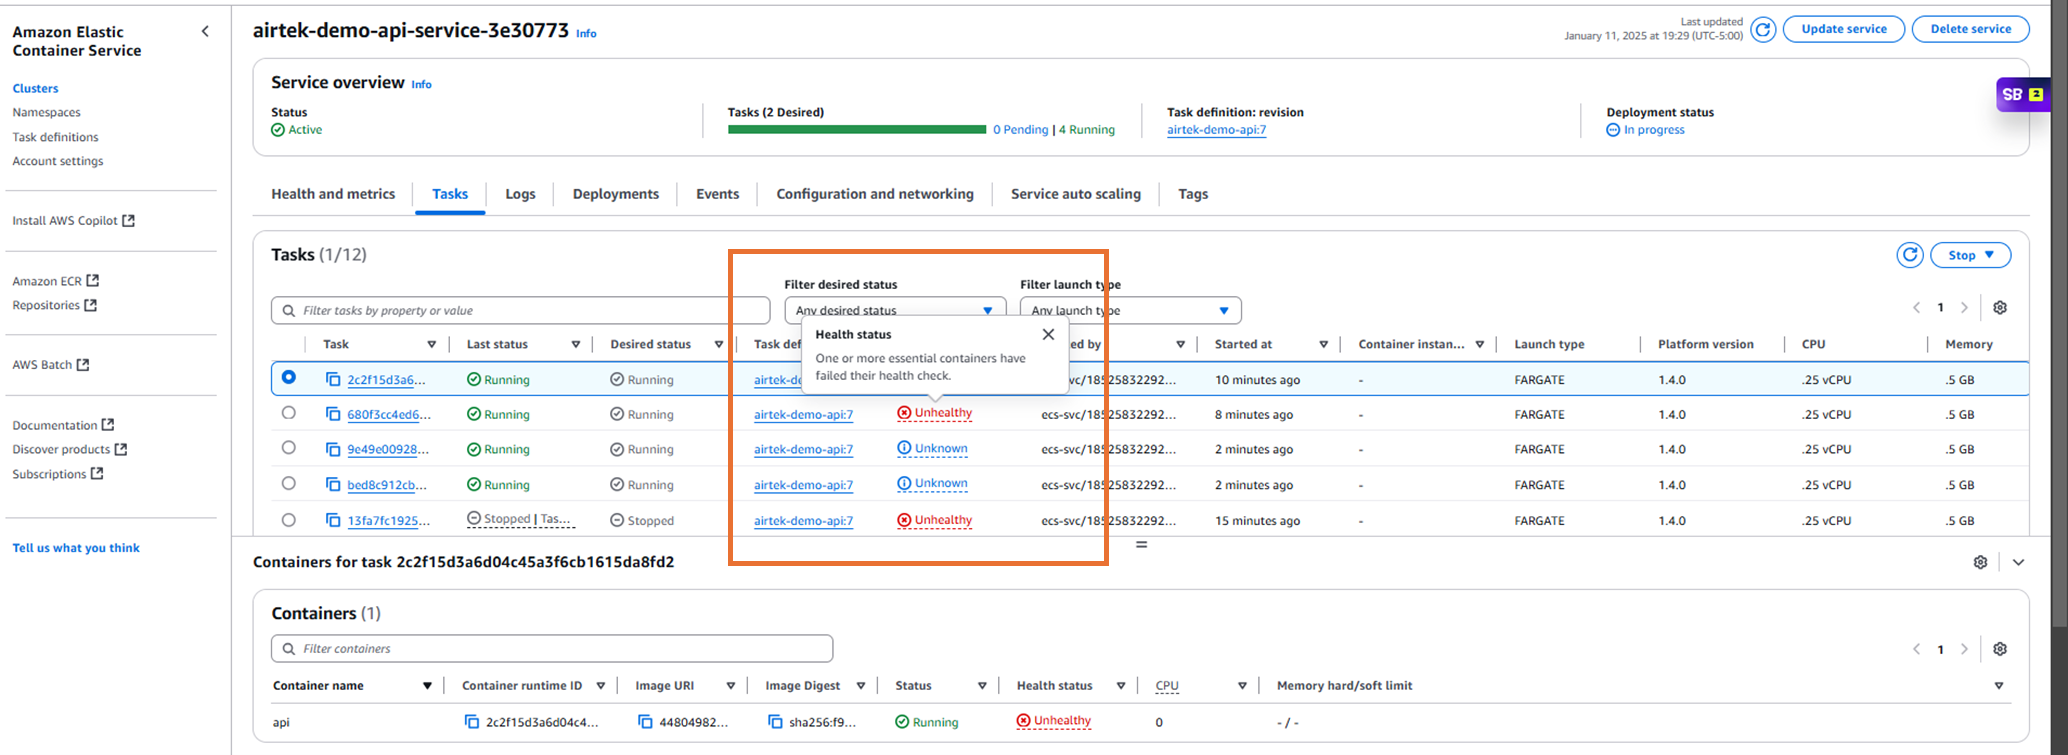 Amazon Elastic
Container Service
Clusters
Namespaces
Task definitions
Account settings
Install AWS Copilot
Amazon ECR
Repositories
AWS Batch
Documentation
Discover products
Subscriptions
Tell us what you think
airtek-demo-api-service-3e30773 Info
Last updated
January 11, 2025 at 19:29 (UTC-5:00)
Update service
Delete service
SB 2
Service overview Info
Status
Active
Tasks (2 Desired)
0 Pending | 4 Running
Task definition: revision
airtek-demo-api:7
Deployment status
In progress
Health and metrics Tasks Logs Deployments Events Configuration and networking Service auto scaling Tags
Tasks (1/12)
Stop
Filter desired status Filter launch type
Filter tasks by property or value Any desired status Any launch type
1
Health status
One or more essential containers have
failed their health check.
Task Last status Desired status Task def ed by Started at Container instan... Launch type Platform version CPU Memory
2c2f15d3a6... Running Running airtek-de vc/18525832292... 10 minutes ago - FARGATE 1.4.0 .25 vCPU .5 GB
680f3cc4ed6... Running Running airtek-demo-api:7 Unhealthy ecs-svc/18525832292... 8 minutes ago - FARGATE 1.4.0 .25 vCPU .5 GB
9e49e00928... Running Running airtek-demo-api:7 Unknown ecs-svc/18525832292... 2 minutes ago - FARGATE 1.4.0 .25 vCPU .5 GB
bed8c912cb... Running Running airtek-demo-api:7 Unknown ecs-svc/18525832292... 2 minutes ago - FARGATE 1.4.0 .25 vCPU .5 GB
13fa7fc1925... Stopped | Tas... Stopped airtek-demo-api:7 Unhealthy ecs-svc/18525832292... 15 minutes ago - FARGATE 1.4.0 .25 vCPU .5 GB
Containers for task 2c2f15d3a6d04c45a3f6cb1615da8fd2
Containers (1)
Filter containers
1
Container name Container runtime ID Image URI Image Digest Status Health status CPU Memory hard/soft limit
api 2c2f15d3a6d04c4... 44804982... sha256:f9... Running Unhealthy 0 - / -